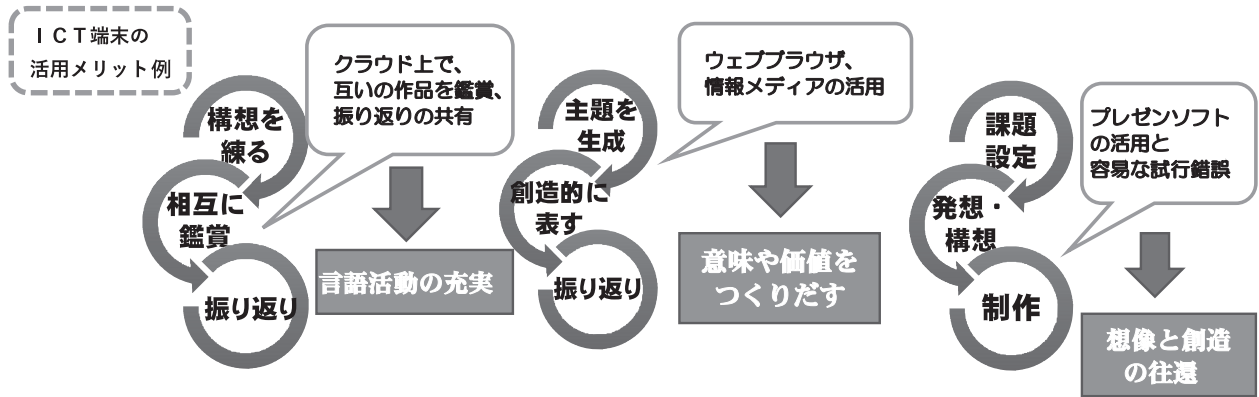 ＩＣＴ端末の
活用メリット例
構想を
練る
相互に
鑑賞
振り返り
クラウド上で、
互いの作品を鑑賞、
振り返りの共有
言語活動の充実
主題を
生成
創造的に
表す
振り返り
ウェブブラウザ、
情報メディアの活用
意味や価値を
つくりだす
課題
設定
発想・
構想
制作
プレゼンソフト
の活用と
容易な試行錯誤
想像と創造
の往還